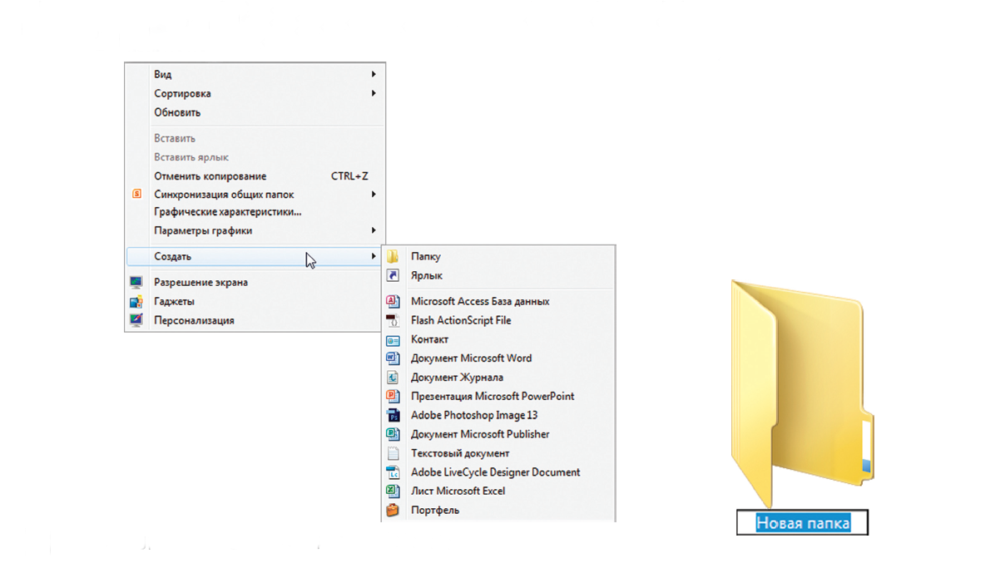 Вид
Сортировка
Обновить
Вставить
Вставить ярлык
Отменить копирование CTRL+Z
Синхронизация общих папок
Графические характеристики...
Параметры графики
Создать
Разрешение экрана
Гаджеты
Персонализация
Папку
Ярлык
Microsoft Access База данных
Flash ActionScript File
Контакт
Документ Microsoft Word
Документ Журнала
Презентация Microsoft PowerPoint
Adobe Photoshop Image 13
Документ Microsoft Publisher
Текстовый документ
Adobe LiveCycle Designer Document
Лист Microsoft Excel
Портфель
Новая папка